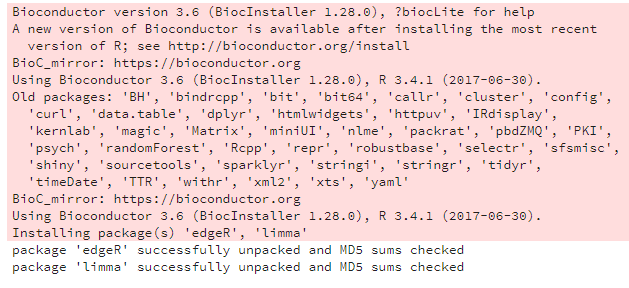 Bioconductor version 3.6 (BiocInstaller 1.28.0), ?biocLite for help
A new version of Bioconductor is available after installing the most recent
  version of R; see http://bioconductor.org/install
BioC_mirror: https://bioconductor.org
Using Bioconductor 3.6 (BiocInstaller 1.28.0), R 3.4.1 (2017-06-30).
Old packages: 'BH', 'bindrcpp', 'bit', 'bit64', 'callr', 'cluster', 'config',
  'curl', 'data.table', 'dplyr', 'htmlwidgets', 'httpuv', 'IRdisplay',
  'kernlab', 'magic', 'Matrix', 'miniUI', 'nlme', 'packrat', 'pbdZMQ', 'PKI',
  'psych', 'randomForest', 'Rcpp', 'repr', 'robustbase', 'selectr', 'sfsmisc',
  'shiny', 'sourcetools', 'sparklyr', 'stringi', 'stringr', 'tidyr',
  'timeDate', 'TTR', 'withr', 'xml2', 'xts', 'yaml'
BioC_mirror: https://bioconductor.org
Using Bioconductor 3.6 (BiocInstaller 1.28.0), R 3.4.1 (2017-06-30).
Installing package(s) 'edgeR', 'limma'
package 'edgeR' successfully unpacked and MD5 sums checked
package 'limma' successfully unpacked and MD5 sums checked